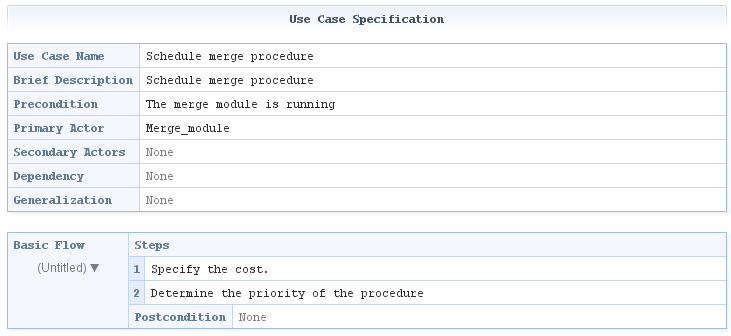 Use Case Specification
Use Case Name Schedule merge procedure
Brief Description Schedule merge procedure
Precondition The merge module is running
Primary Actor Merge_module
Secondary Actors None
Dependency None
Generalization None
Basic Flow Steps
(Untitled) ▼ 1 Specify the cost.
2 Determine the priority of the procedure
Postcondition None